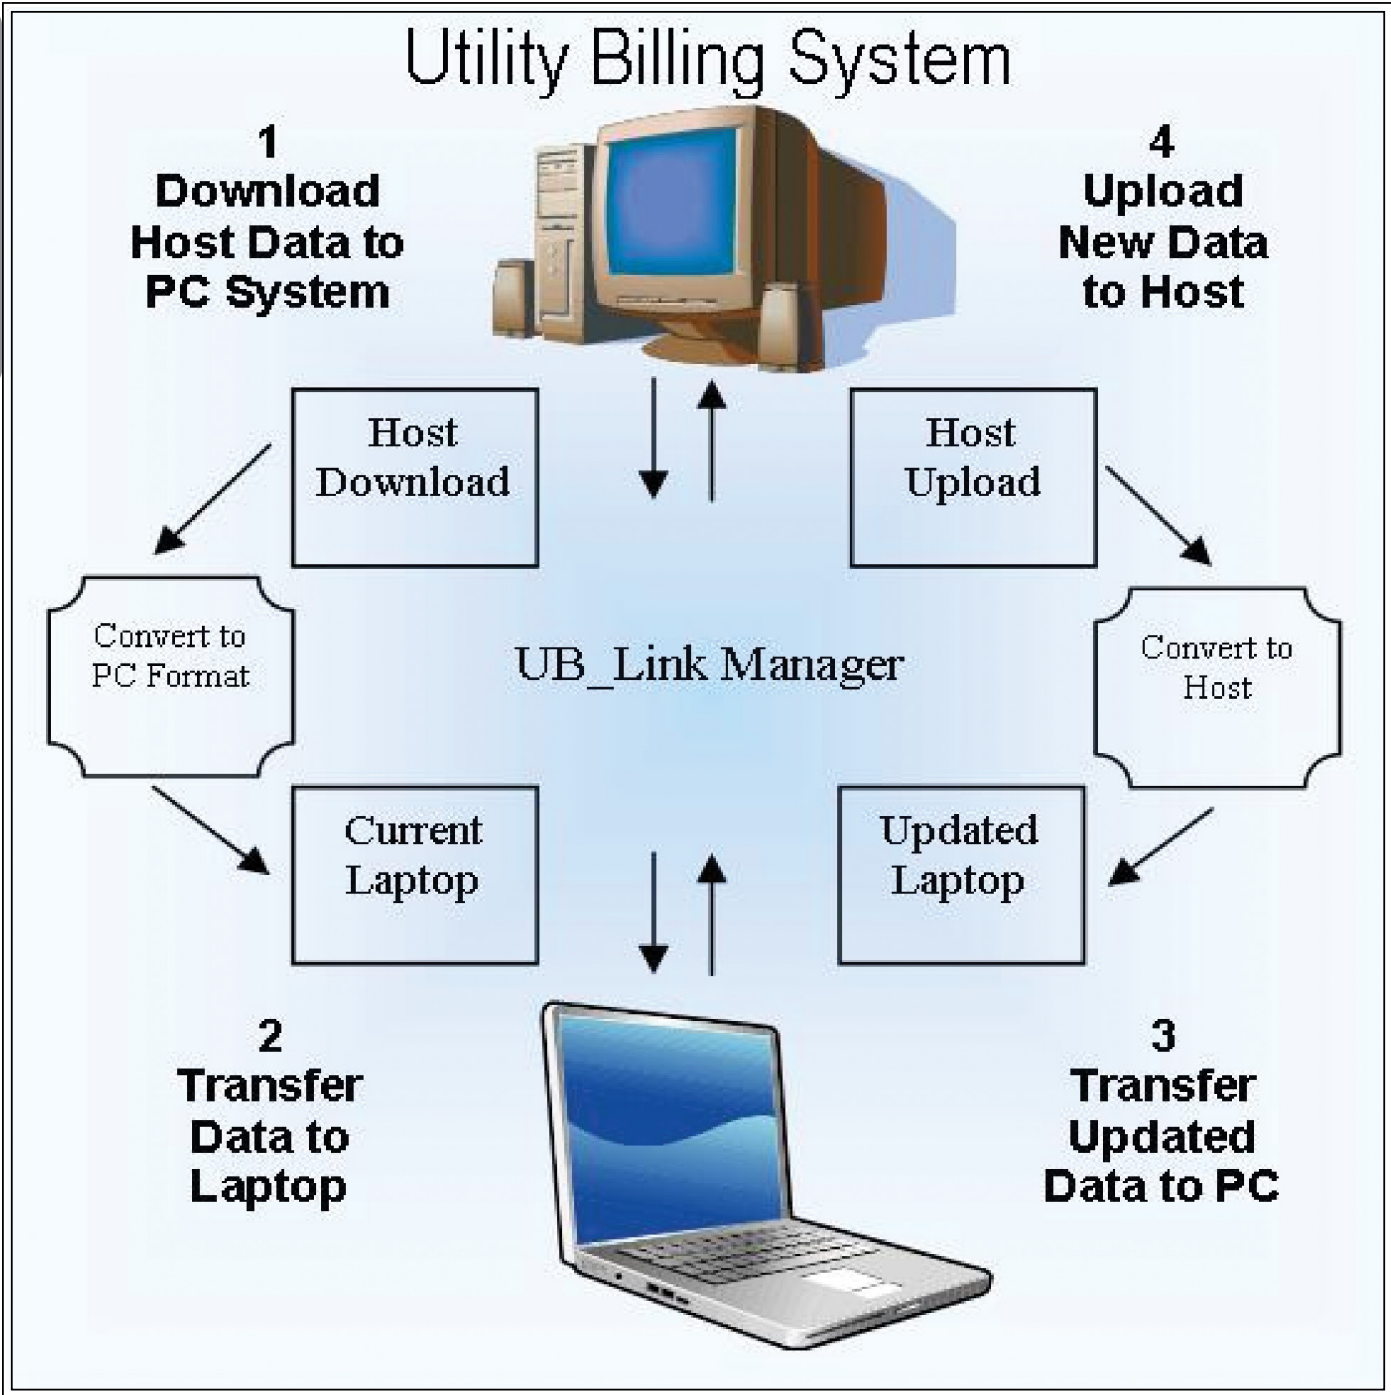 Utility Billing System
1
Download
Host Data to
PC System
4
Upload
New Data
to Host
Host
Download
Host
Upload
Convert to
PC Format
UB_Link Manager
Convert to
Host
Current
Laptop
Updated
Laptop
2
Transfer
Data to
Laptop
3
Transfer
Updated
Data to PC